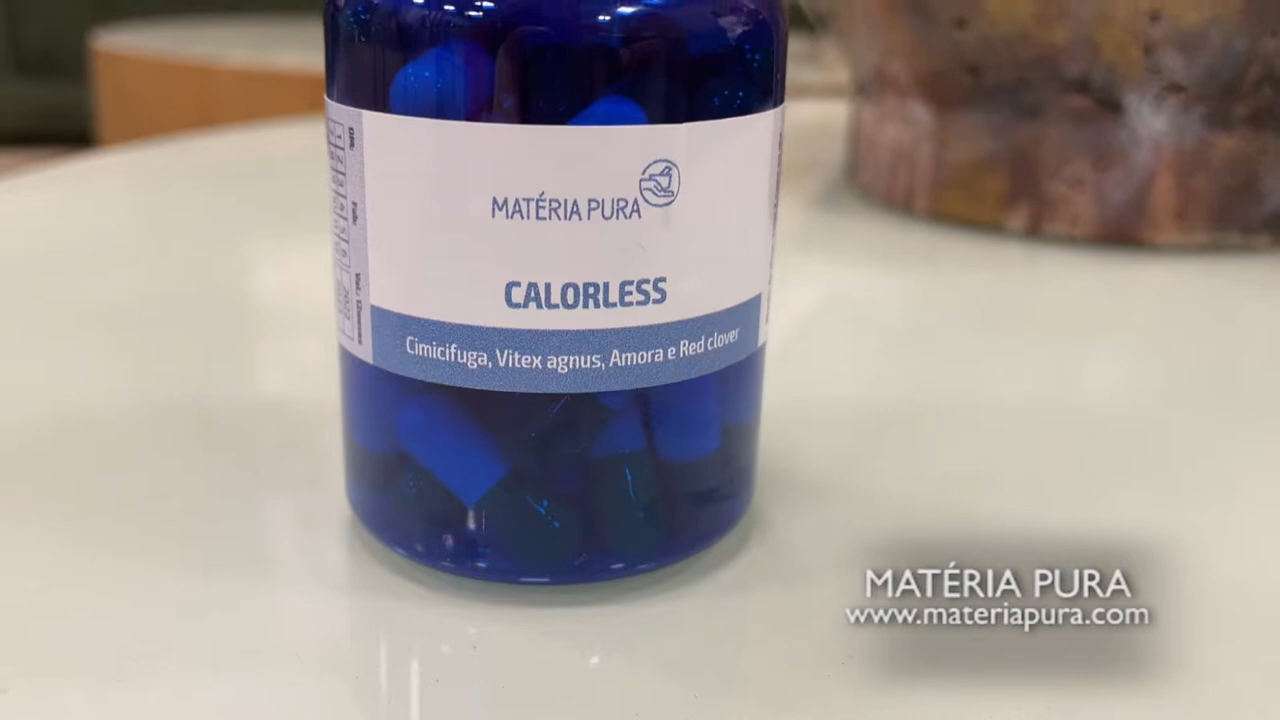 MATÉRIA PURA
CALORLESS
Cimicifuga, Vitex agnus, Amora e Red clover
MATÉRIA PURA
www.materiapura.com